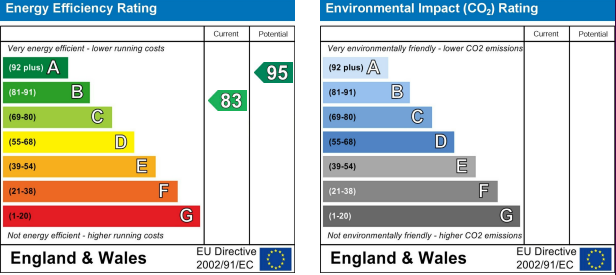 Energy Efficiency Rating
Current Potential
Very energy efficient - lower running costs
(92 plus) A
(81-91) B
(69-80) C
(55-68) D
(39-54) E
(21-38) F
(1-20) G
83
95
Not energy efficient - higher running costs
England & Wales
EU Directive
2002/91/EC
Environmental Impact (CO₂) Rating
Current Potential
Very environmentally friendly - lower CO2 emissions
(92 plus) A
(81-91) B
(69-80) C
(55-68) D
(39-54) E
(21-38) F
(1-20) G
Not environmentally friendly - higher CO2 emissions
England & Wales
EU Directive
2002/91/EC